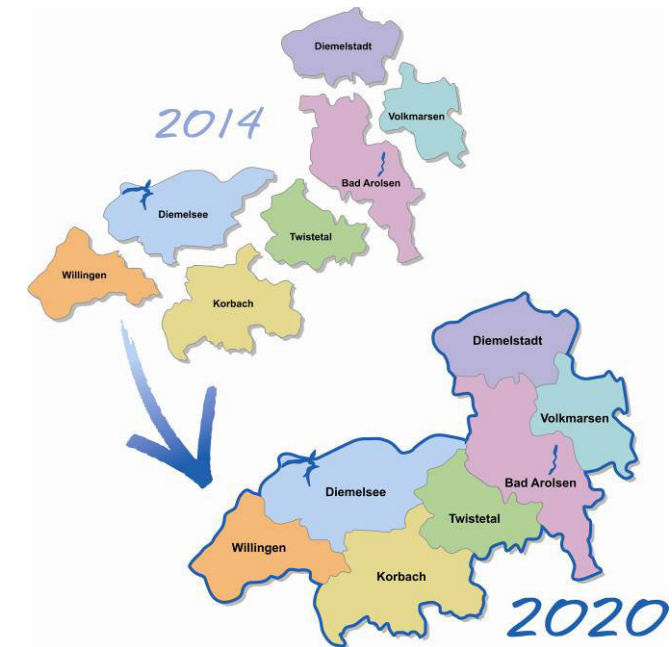 Diemelstadt
2014
Volkmarsen
Bad Arolsen
Diemelsee
Twistetal
Willingen
Korbach
Diemelstadt
Volkmarsen
Bad Arolsen
Diemelsee
Twistetal
Willingen
Korbach
2020